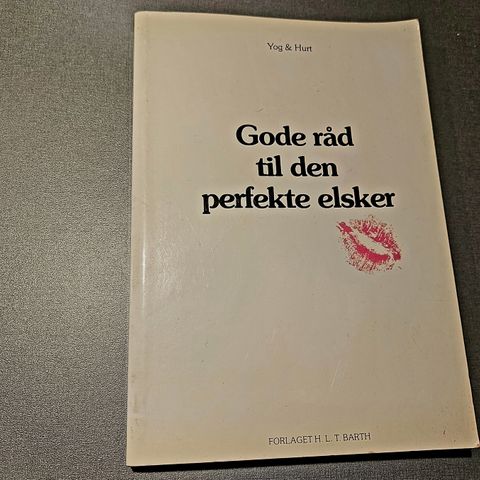 Yog & Hurt
Gode råd
til den
perfekte elsker
FORLAGET H. L. T. BARTH